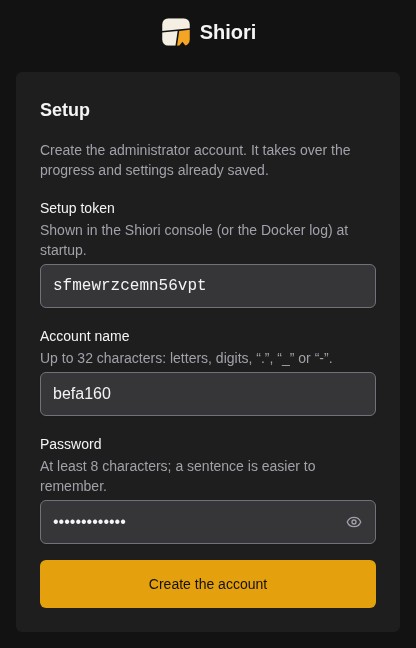 Shiori
Setup
Create the administrator account. It takes over the
progress and settings already saved.
Setup token
Shown in the Shiori console (or the Docker log) at
startup.
sfmewrzcemn56vpt
Account name
Up to 32 characters: letters, digits, “.”, “_” or “-”.
befa160
Password
At least 8 characters; a sentence is easier to
remember.
•••••••••••••
Create the account